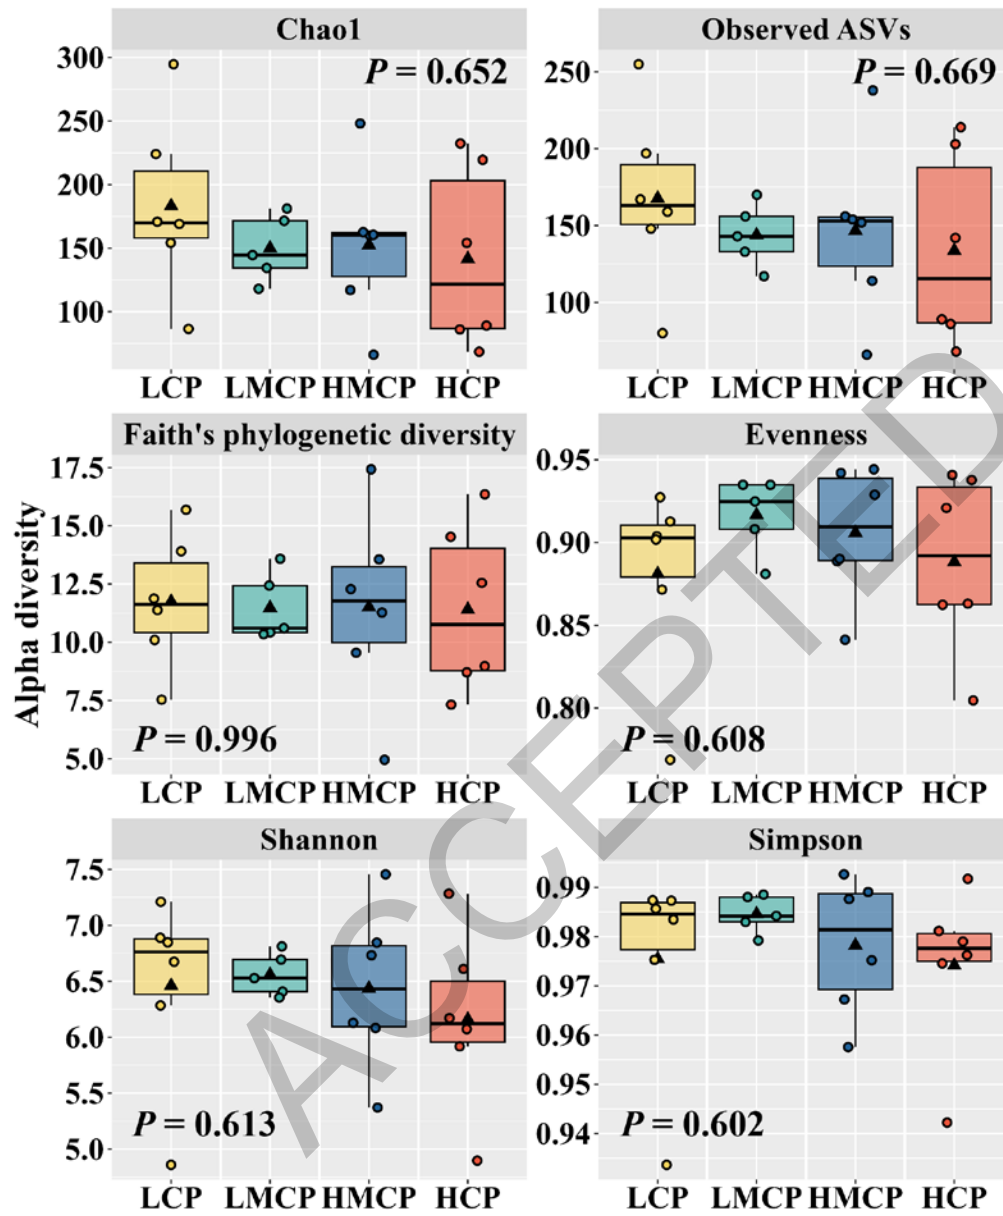 Chao1
Observed ASVs
300
250
200
150
100
P = 0.652
LCP LMCP HMCP HCP
250
200
150
100
P = 0.669
LCP LMCP HMCP HCP
Alpha diversity
Faith's phylogenetic diversity
Evenness
17.5
15.0
12.5
10.0
7.5
5.0
P = 0.996
LCP LMCP HMCP HCP
0.95
0.90
0.85
0.80
P = 0.608
LCP LMCP HMCP HCP
Shannon
Simpson
7.5
7.0
6.5
6.0
5.5
5.0
P = 0.613
LCP LMCP HMCP HCP
0.99
0.98
0.97
0.96
0.95
0.94
P = 0.602
LCP LMCP HMCP HCP
ACCEPTED